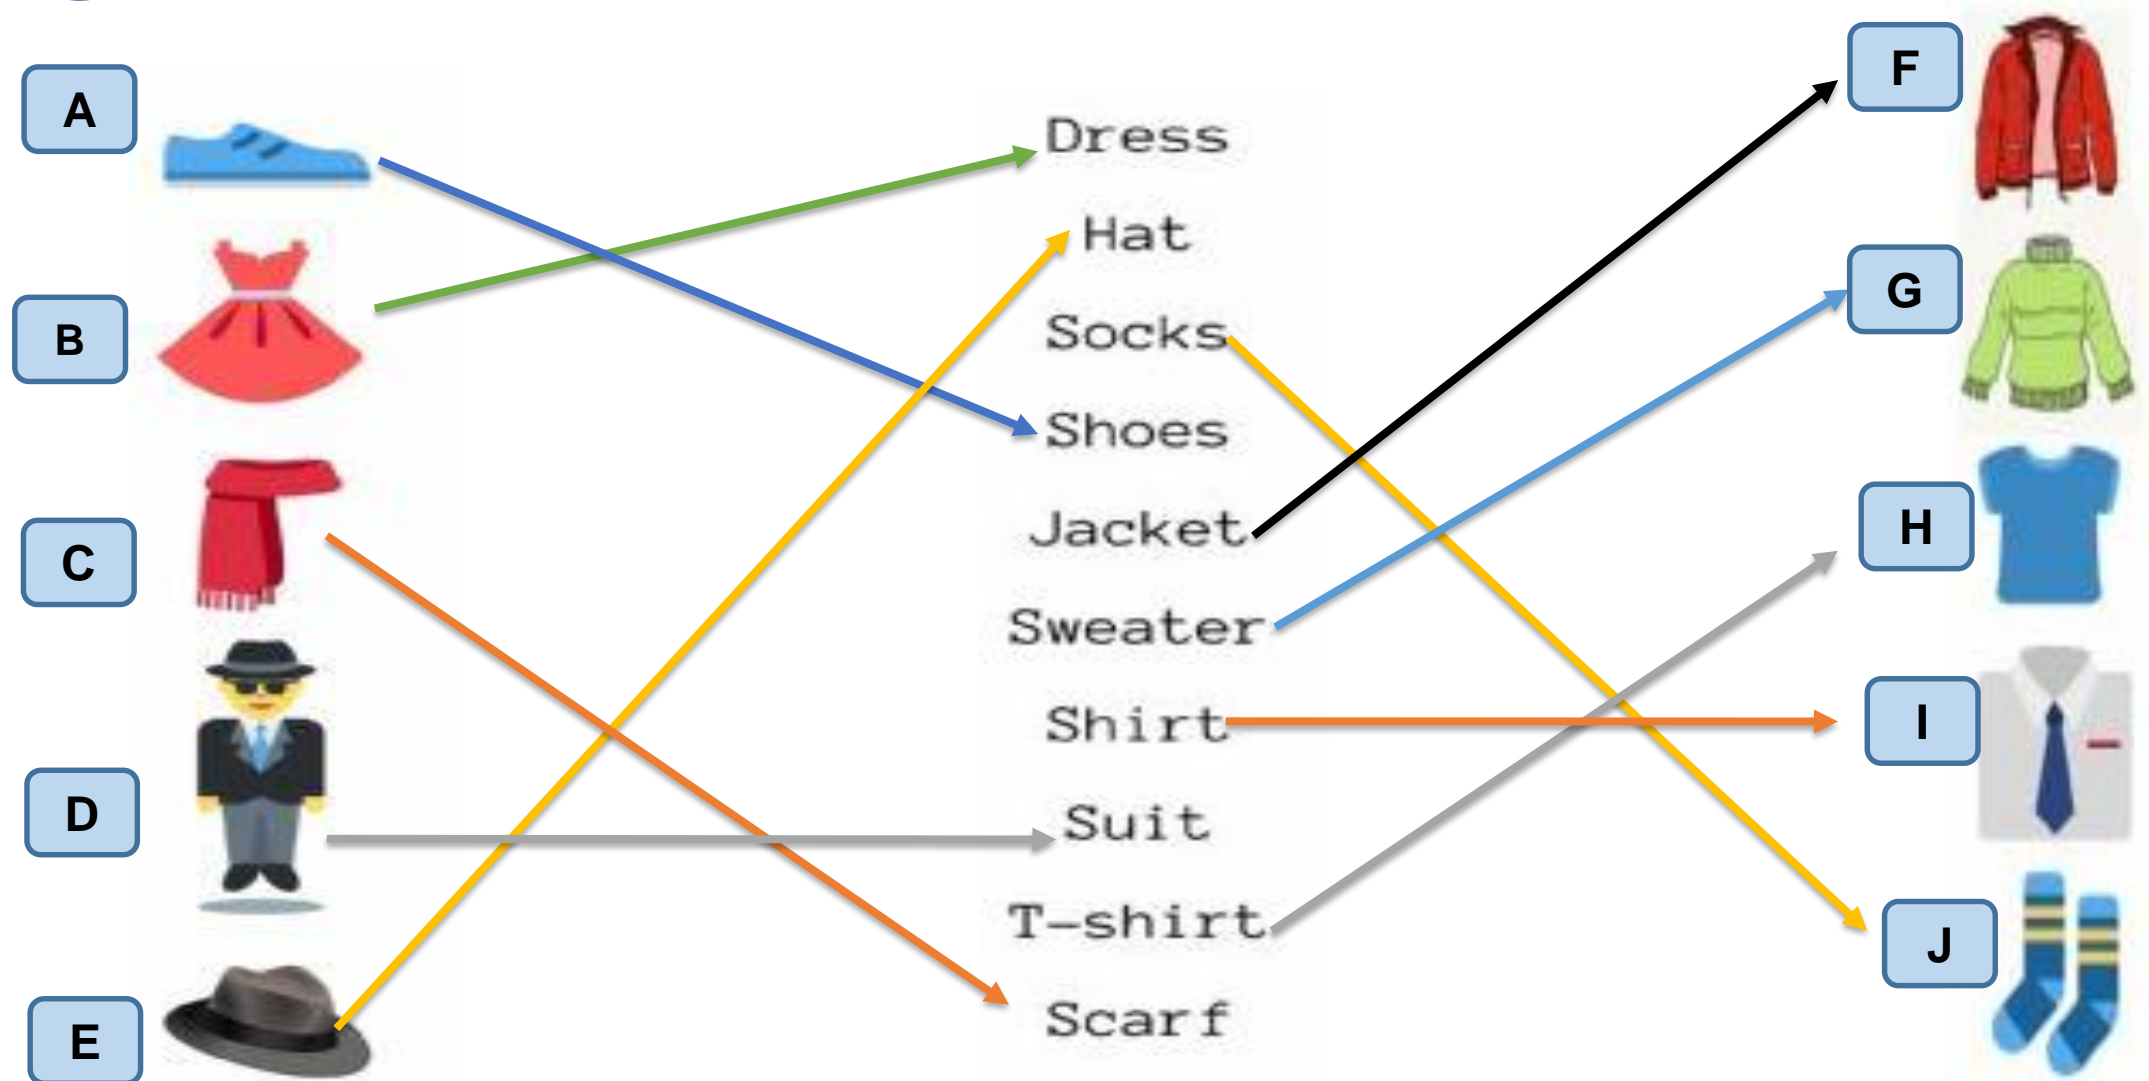 A
B
C
D
E
Dress
Hat
Socks
Shoes
Jacket
Sweater
Shirt
Suit
T-shirt
Scarf
F
G
H
I
J